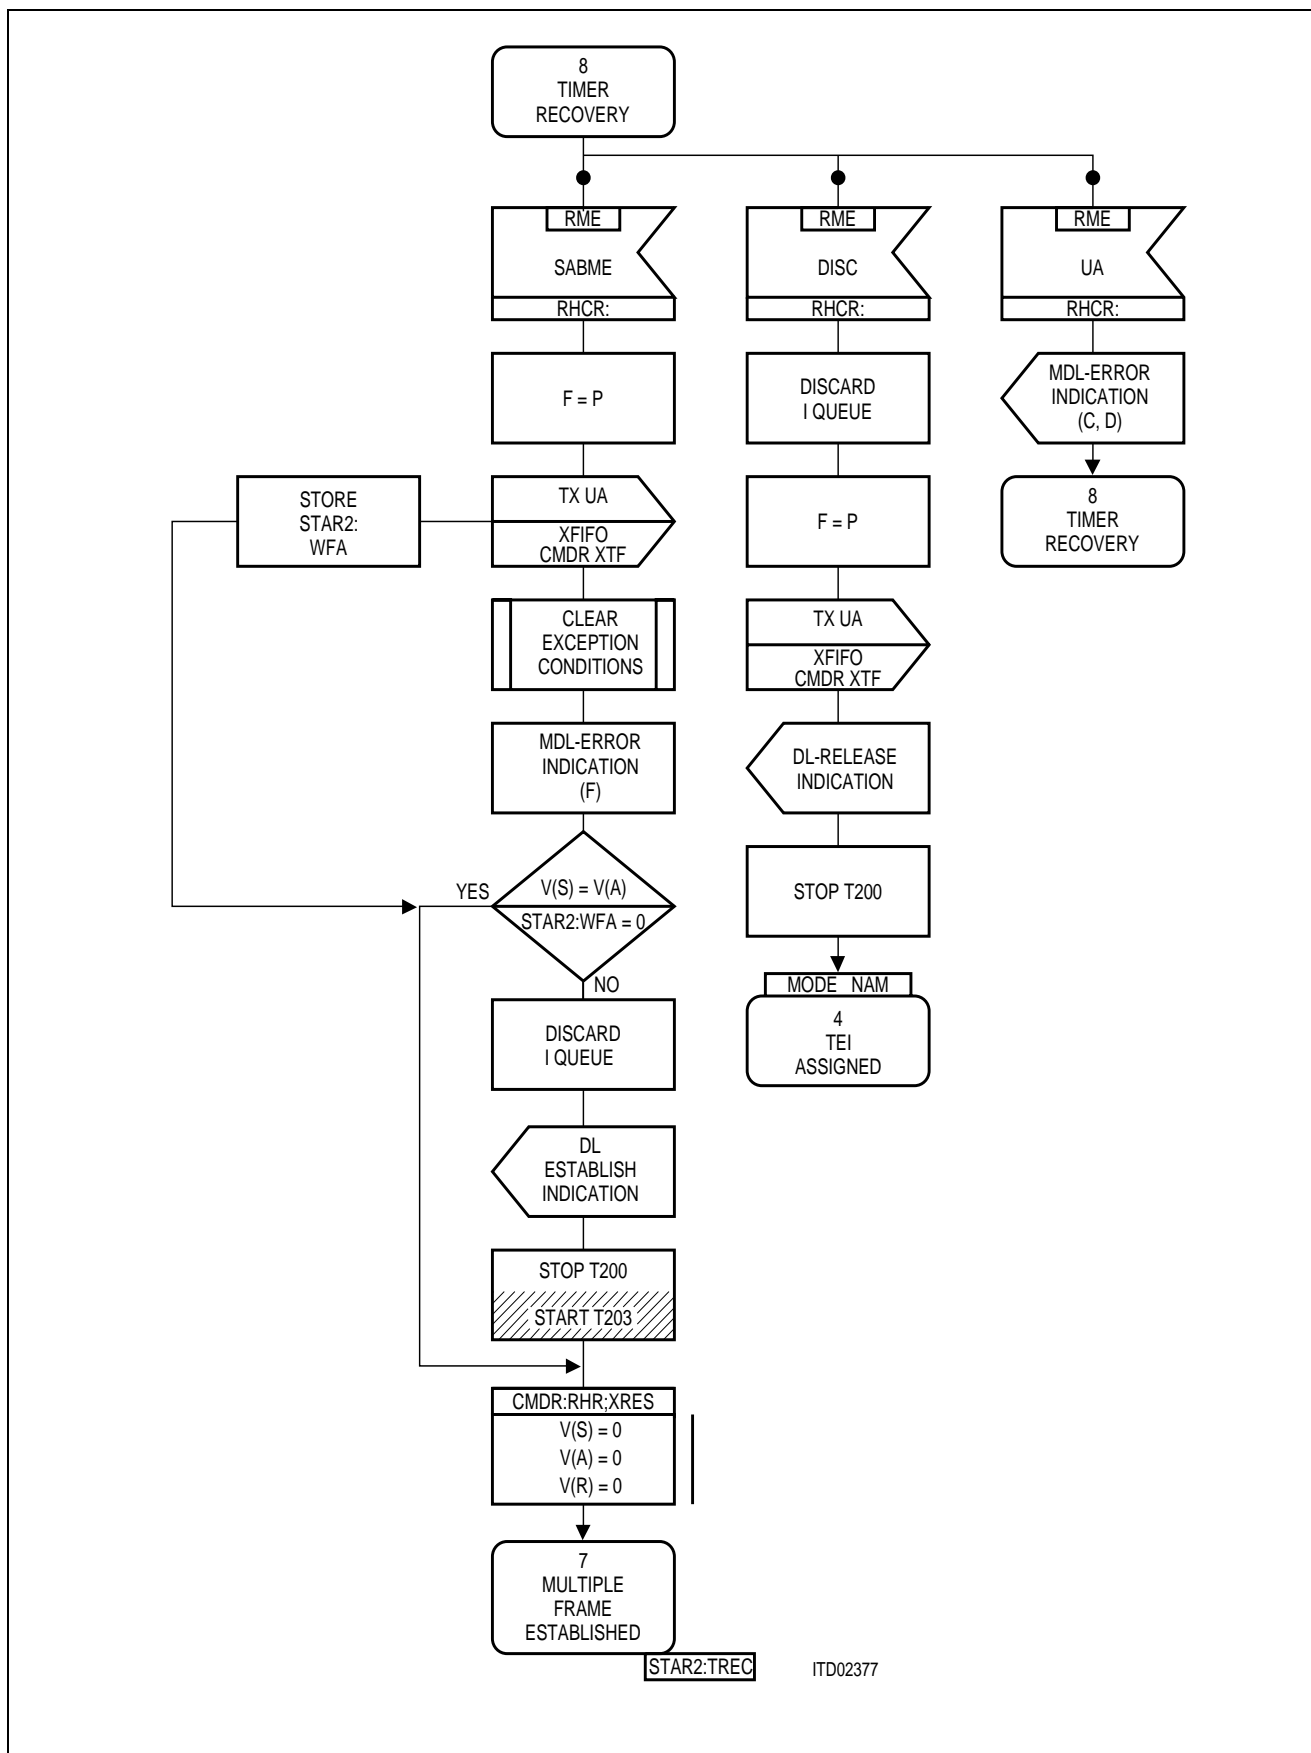 8
TIMER
RECOVERY
RME
SABME
RHCR:
F = P
STORE
STAR2:
WFA
TX UA
XFIFO
CMDR XTF
CLEAR
EXCEPTION
CONDITIONS
MDL-ERROR
INDICATION
(F)
YES
V(S) = V(A)
STAR2:WFA = 0
NO
DISCARD
I QUEUE
DL
ESTABLISH
INDICATION
STOP T200
START T203
CMDR:RHR;XRES
V(S) = 0
V(A) = 0
V(R) = 0
7
MULTIPLE
FRAME
ESTABLISHED
STAR2:TREC
RME
DISC
RHCR:
DISCARD
I QUEUE
F = P
TX UA
XFIFO
CMDR XTF
DL-RELEASE
INDICATION
STOP T200
MODE NAM
4
TEI
ASSIGNED
RME
UA
RHCR:
MDL-ERROR
INDICATION
(C, D)
8
TIMER
RECOVERY
ITD02377